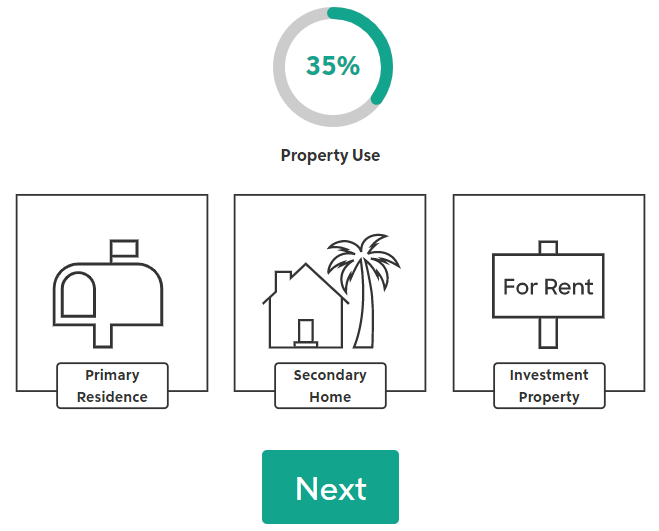 35%
Property Use
For Rent
Primary
Residence
Secondary
Home
Investment
Property
Next